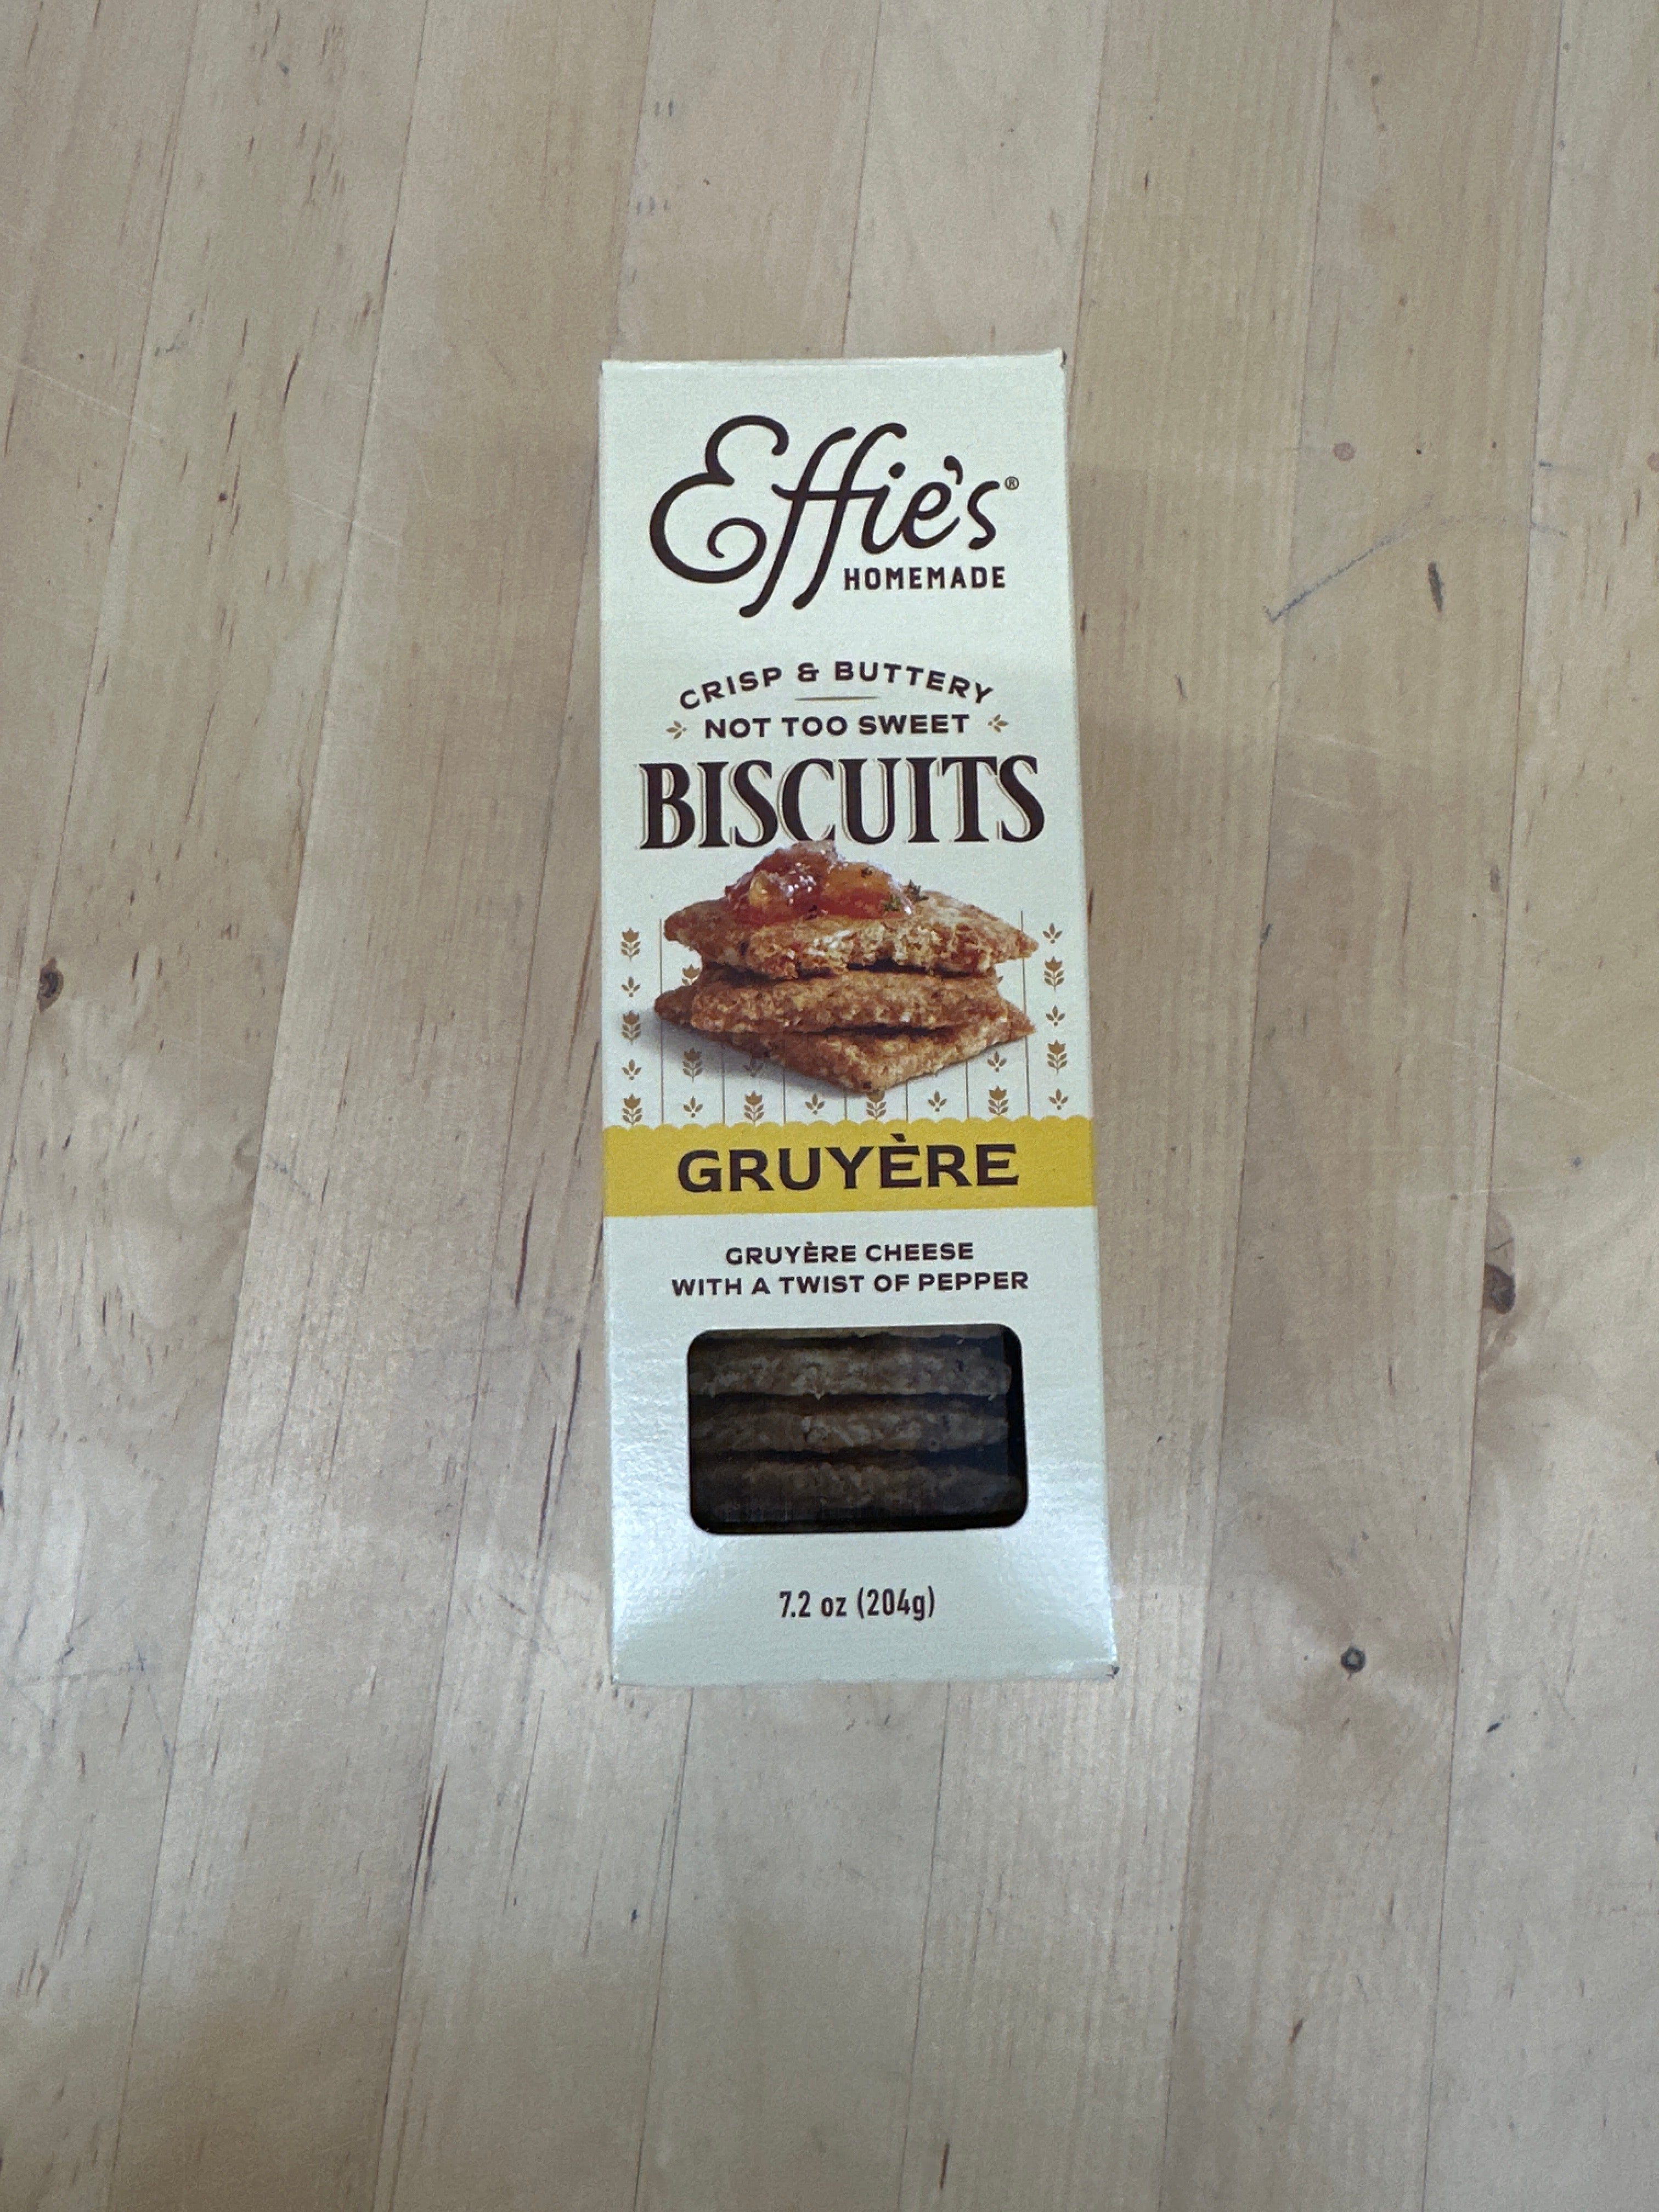 Effie's®
HOMEMADE
CRISP & BUTTERY
NOT TOO SWEET
BISCUITS
GRUYÈRE
GRUYÈRE CHEESE
WITH A TWIST OF PEPPER
7.2 oz (204g)